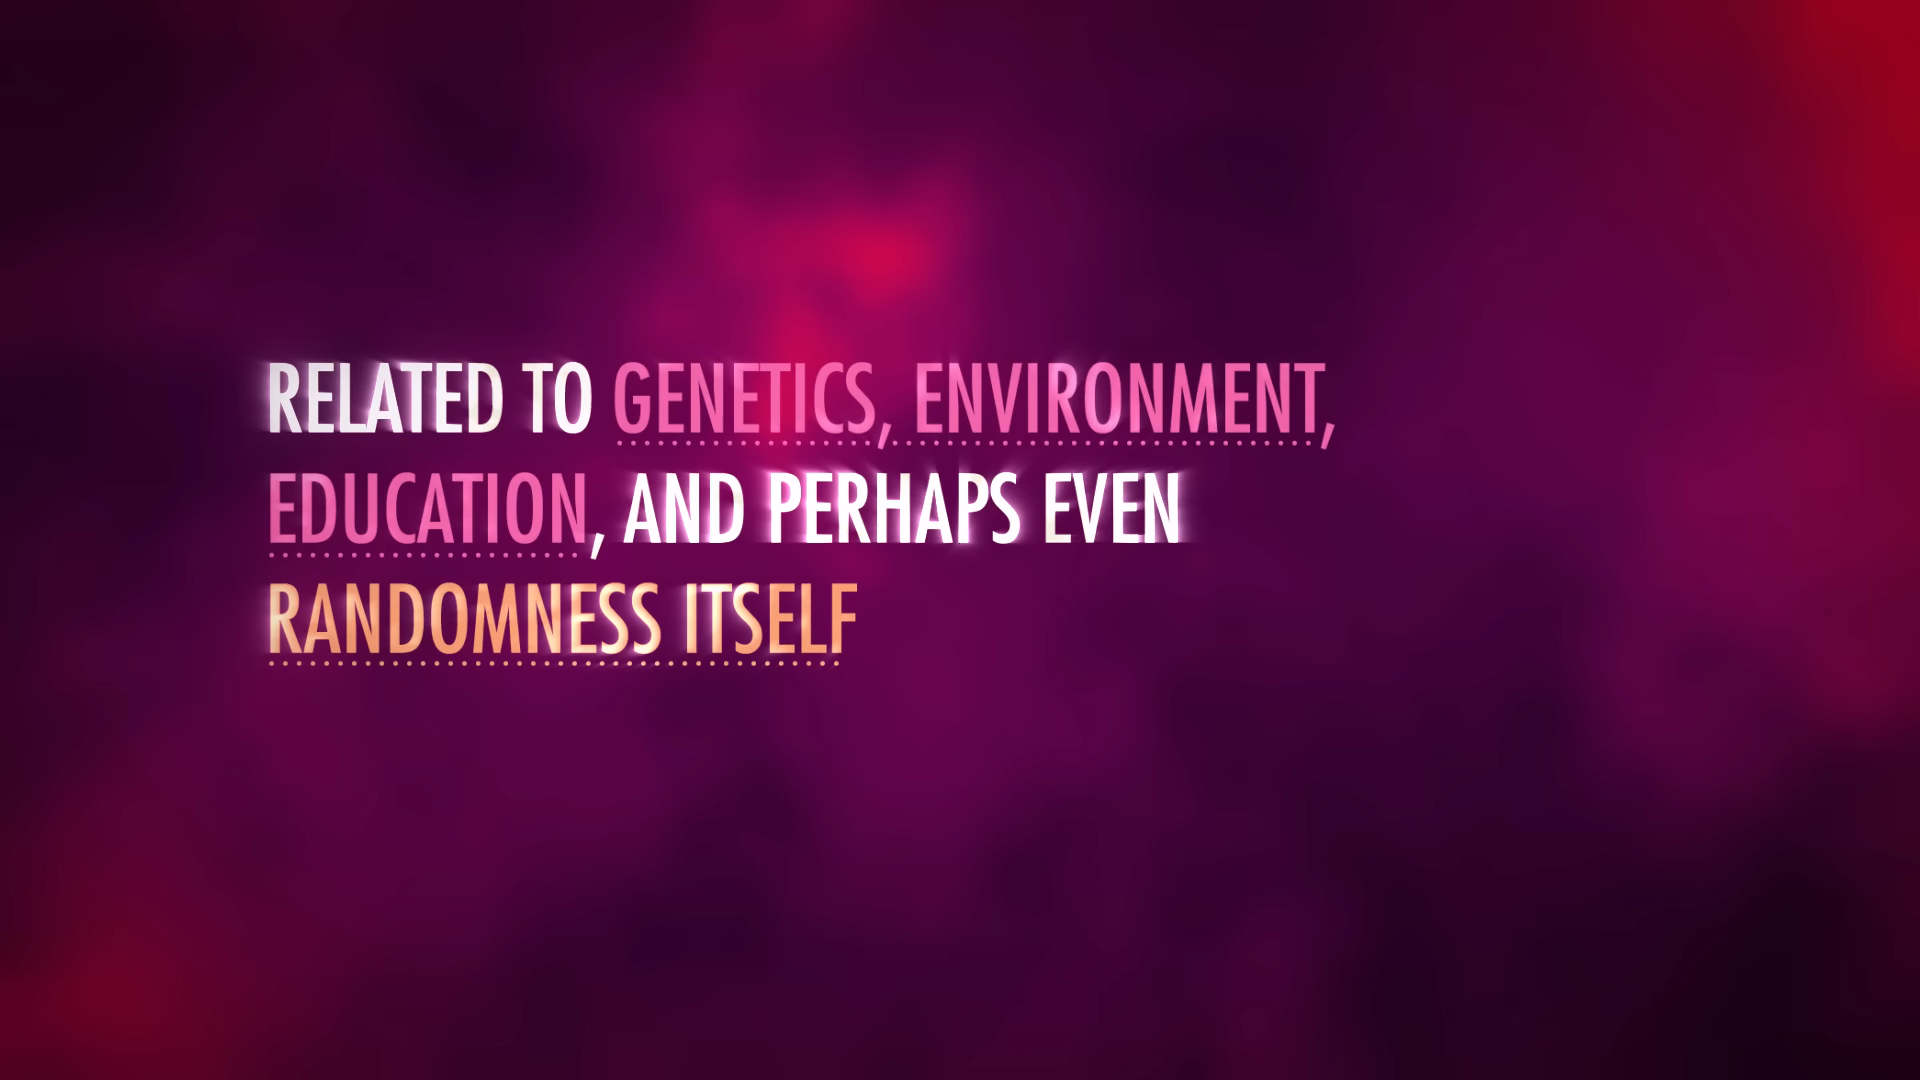 RELATED TO GENETICS, ENVIRONMENT,
EDUCATION, AND PERHAPS EVEN
RANDOMNESS ITSELF